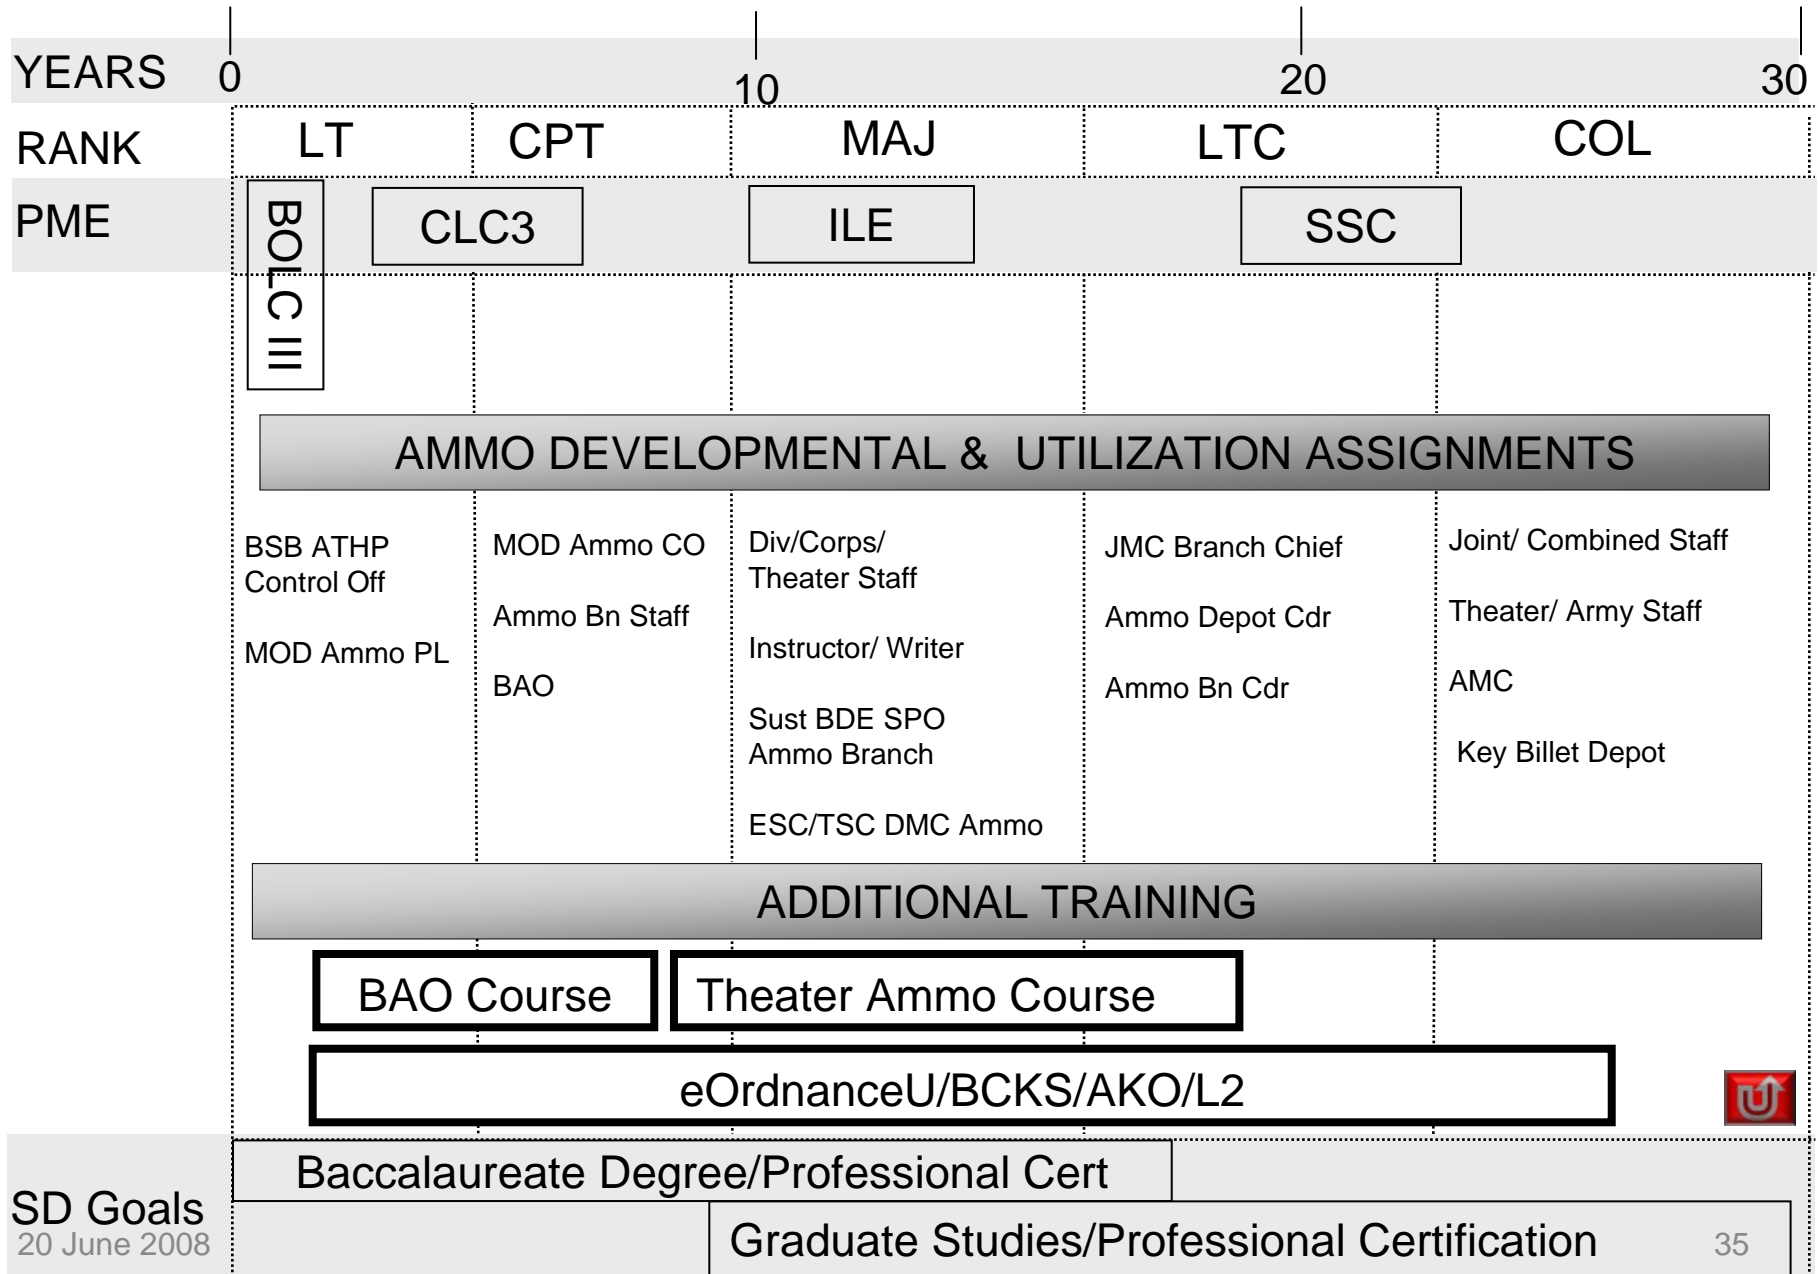 YEARS 0 10 20 30
RANK LT CPT MAJ LTC COL
PME CLC3 ILE SSC
BOLC III
AMMO DEVELOPMENTAL & UTILIZATION ASSIGNMENTS
BSB ATHP
Control Off
MOD Ammo PL
MOD Ammo CO
Ammo Bn Staff
BAO
Div/Corps/
Theater Staff
Instructor/ Writer
Sust BDE SPO
Ammo Branch
ESC/TSC DMC Ammo
JMC Branch Chief
Ammo Depot Cdr
Ammo Bn Cdr
Joint/ Combined Staff
Theater/ Army Staff
AMC
Key Billet Depot
ADDITIONAL TRAINING
BAO Course
Theater Ammo Course
eOrdnanceU/BCKS/AKO/L2
SD Goals
Baccalaureate Degree/Professional Cert
Graduate Studies/Professional Certification
20 June 2008
35